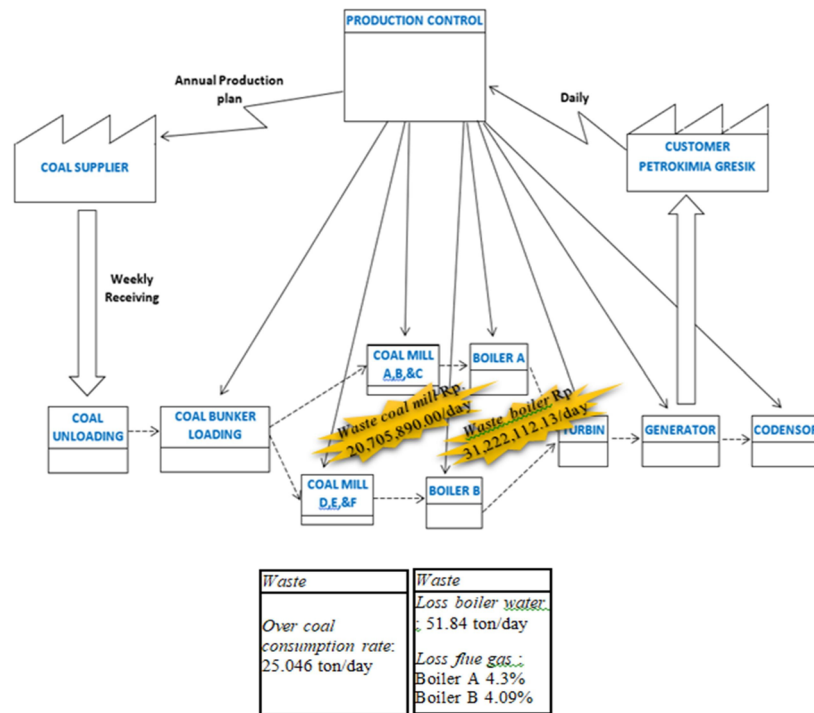 PRODUCTION CONTROL
Annual Production
plan
Daily
COAL SUPPLIER
CUSTOMER
PETROKIMIA GRESIK
Weekly
Receiving
COAL MILL
A,B,&C
BOILER A
Waste coal mill Rp
20,705,890.00/day
Waste boiler Rp
31,222,112.13/day
COAL
UNLOADING
COAL BUNKER
LOADING
TURBIN
GENERATOR
CODENSOR
COAL MILL
D,E,&F
BOILER B
Waste
Over coal
consumption rate:
25.046 ton/day
Waste
Loss boiler water
: 51.84 ton/day
Loss flue gas :
Boiler A 4.3%
Boiler B 4.09%